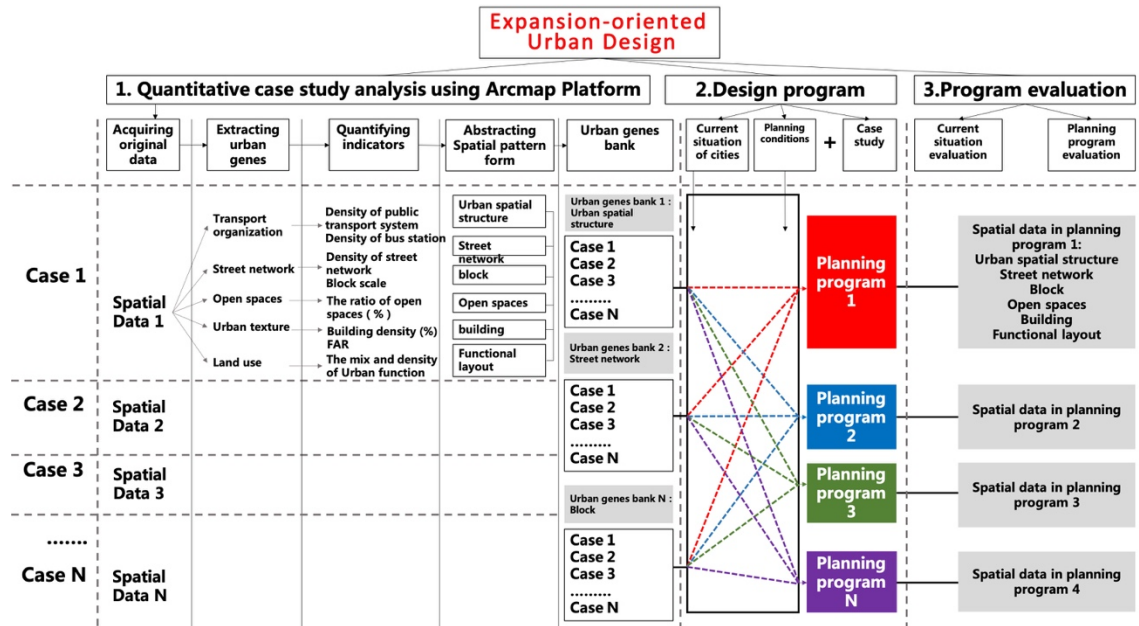 Expansion-oriented
Urban Design
1. Quantitative case study analysis using Arcmap Platform
2.Design program
3.Program evaluation
Acquiring
original
data
Extracting
urban
genes
Quantifying
indicators
Abstracting
Spatial pattern
form
Urban genes
bank
Current
situation
of cities
Planning
conditions
+
Case
study
Current
situation
evaluation
Planning
program
evaluation
Case 1
Spatial
Data 1
Transport
organization
Street network
Open spaces
Urban texture
Land use
Density of public
transport system
Density of bus station
Density of street
network
Block scale
The ratio of open
spaces ( % )
Building density (%)
FAR
The mix and density
of Urban function
Urban spatial
structure
Street
network
block
Open spaces
building
Functional
layout
Urban genes bank 1 :
Urban spatial
structure
Case 1
Case 2
Case 3
.........
Case N
Urban genes bank 2 :
Street network
Case 1
Case 2
Case 3
.........
Case N
Urban genes bank N :
Block
Case 1
Case 2
Case 3
.........
Case N
Planning
program
1
Planning
program
2
Planning
program
3
Planning
program
N
Spatial data in planning
program 1:
Urban spatial structure
Street network
Block
Open spaces
Building
Functional layout
Spatial data in planning
program 2
Spatial data in planning
program 3
Spatial data in planning
program 4
Case 2
Spatial
Data 2
Case 3
Spatial
Data 3
.......
Case N
Spatial
Data N